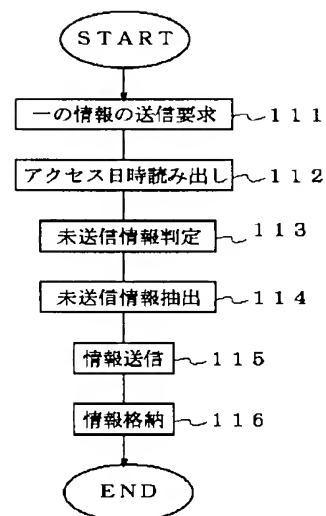 START
一の情報の送信要求 111
アクセス日時読み出し 112
未送信情報判定 113
未送信情報抽出 114
情報送信 115
情報格納 116
END